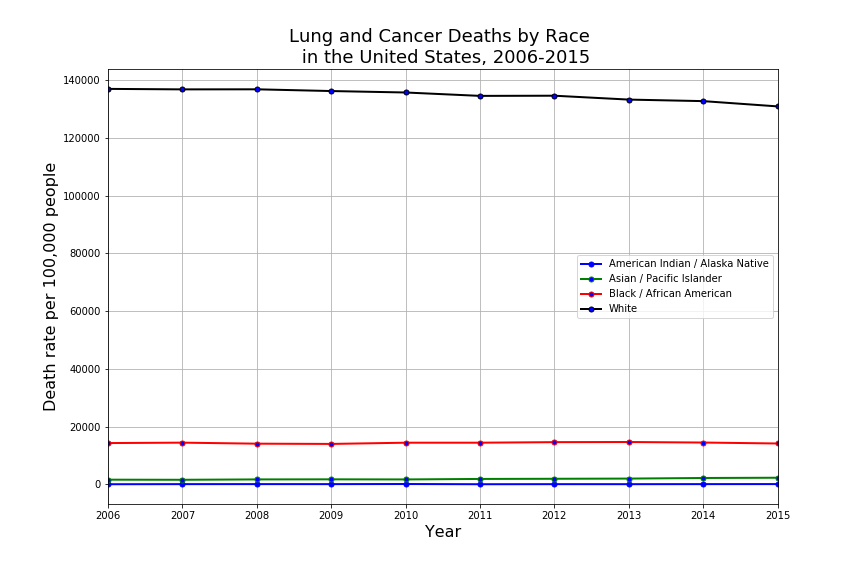 Lung and Cancer Deaths by Race
in the United States, 2006-2015
Death rate per 100,000 people
140000
120000
100000
80000
60000
40000
20000
0
American Indian / Alaska Native
Asian / Pacific Islander
Black / African American
White
2006 2007 2008 2009 2010 2011 2012 2013 2014 2015
Year